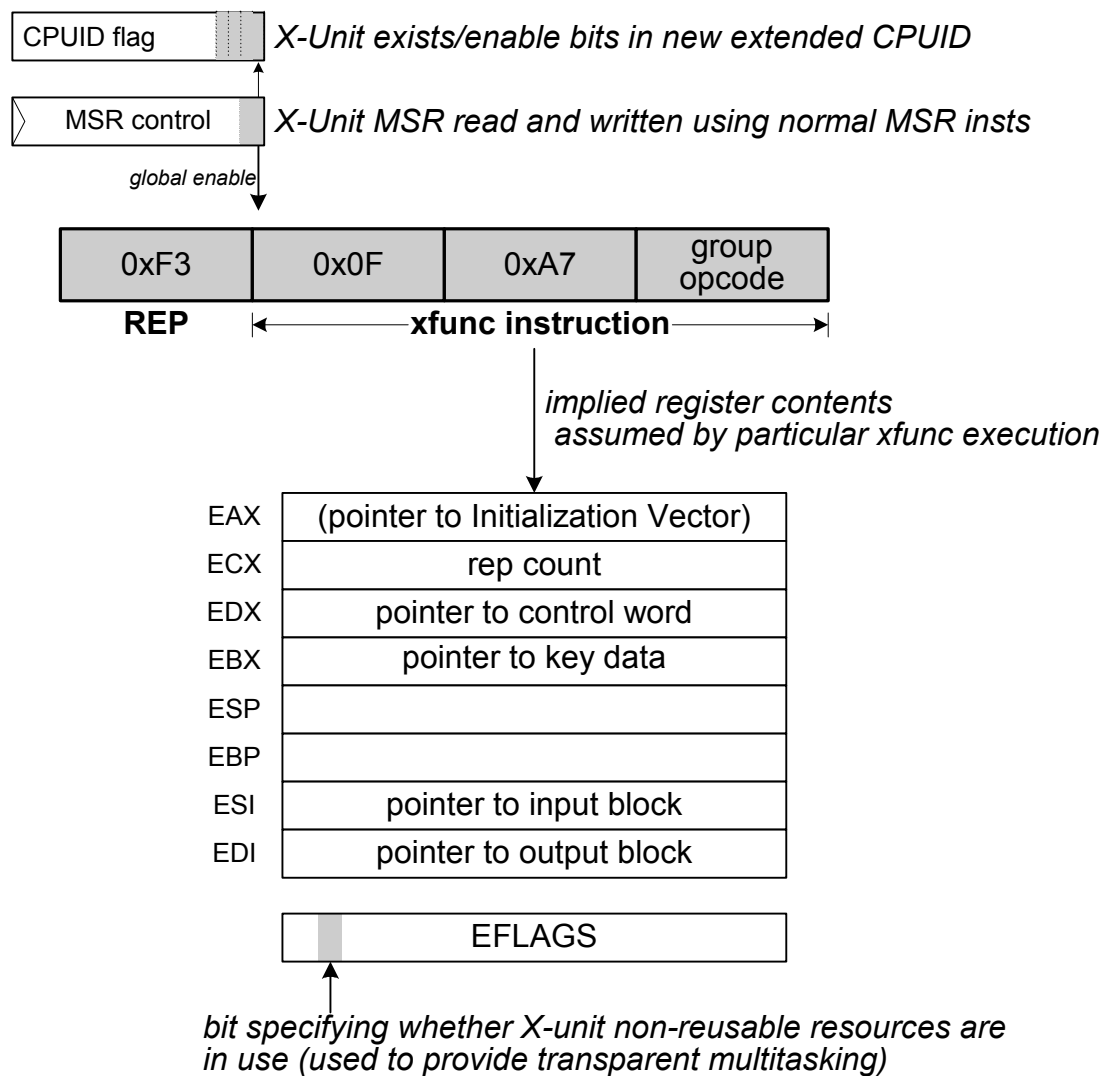 CPUID flag
X-Unit exists/enable bits in new extended CPUID
MSR control
X-Unit MSR read and written using normal MSR insts
global enable
0xF3
0x0F
0xA7
group
opcode
REP
xfunc instruction
implied register contents
assumed by particular xfunc execution
EAX (pointer to Initialization Vector)
ECX rep count
EDX pointer to control word
EBX pointer to key data
ESP
EBP
ESI pointer to input block
EDI pointer to output block
EFLAGS
bit specifying whether X-unit non-reusable resources are
in use (used to provide transparent multitasking)